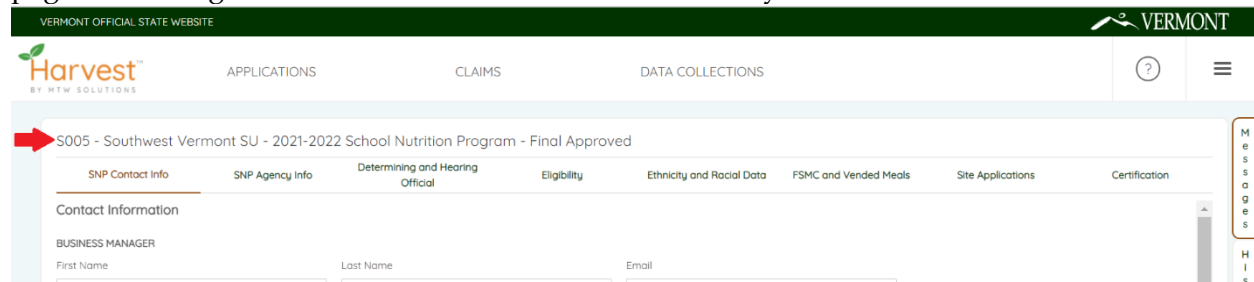 VERMONT OFFICIAL STATE WEBSITE
VERMONT
Harvest™
BY MTW SOLUTIONS
APPLICATIONS
CLAIMS
DATA COLLECTIONS
?
S005 - Southwest Vermont SU - 2021-2022 School Nutrition Program - Final Approved
SNP Contact Info
SNP Agency Info
Determining and Hearing
Official
Eligibility
Ethnicity and Racial Data
FSMC and Vended Meals
Site Applications
Certification
Contact Information
BUSINESS MANAGER
First Name
Last Name
Email
Messages